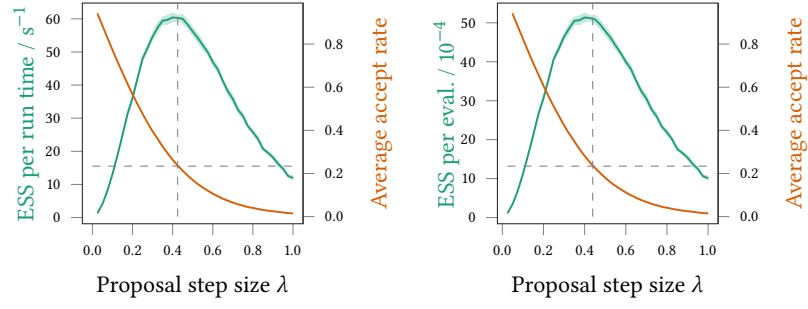 ESS per run time / s⁻¹
60
50
40
30
20
10
0
0.8
0.6
0.4
0.2
0.0
Average accept rate
0.0 0.2 0.4 0.6 0.8 1.0
Proposal step size λ
ESS per eval. / 10⁻⁴
50
40
30
20
10
0
0.8
0.6
0.4
0.2
0.0
Average accept rate
0.0 0.2 0.4 0.6 0.8 1.0
Proposal step size λ